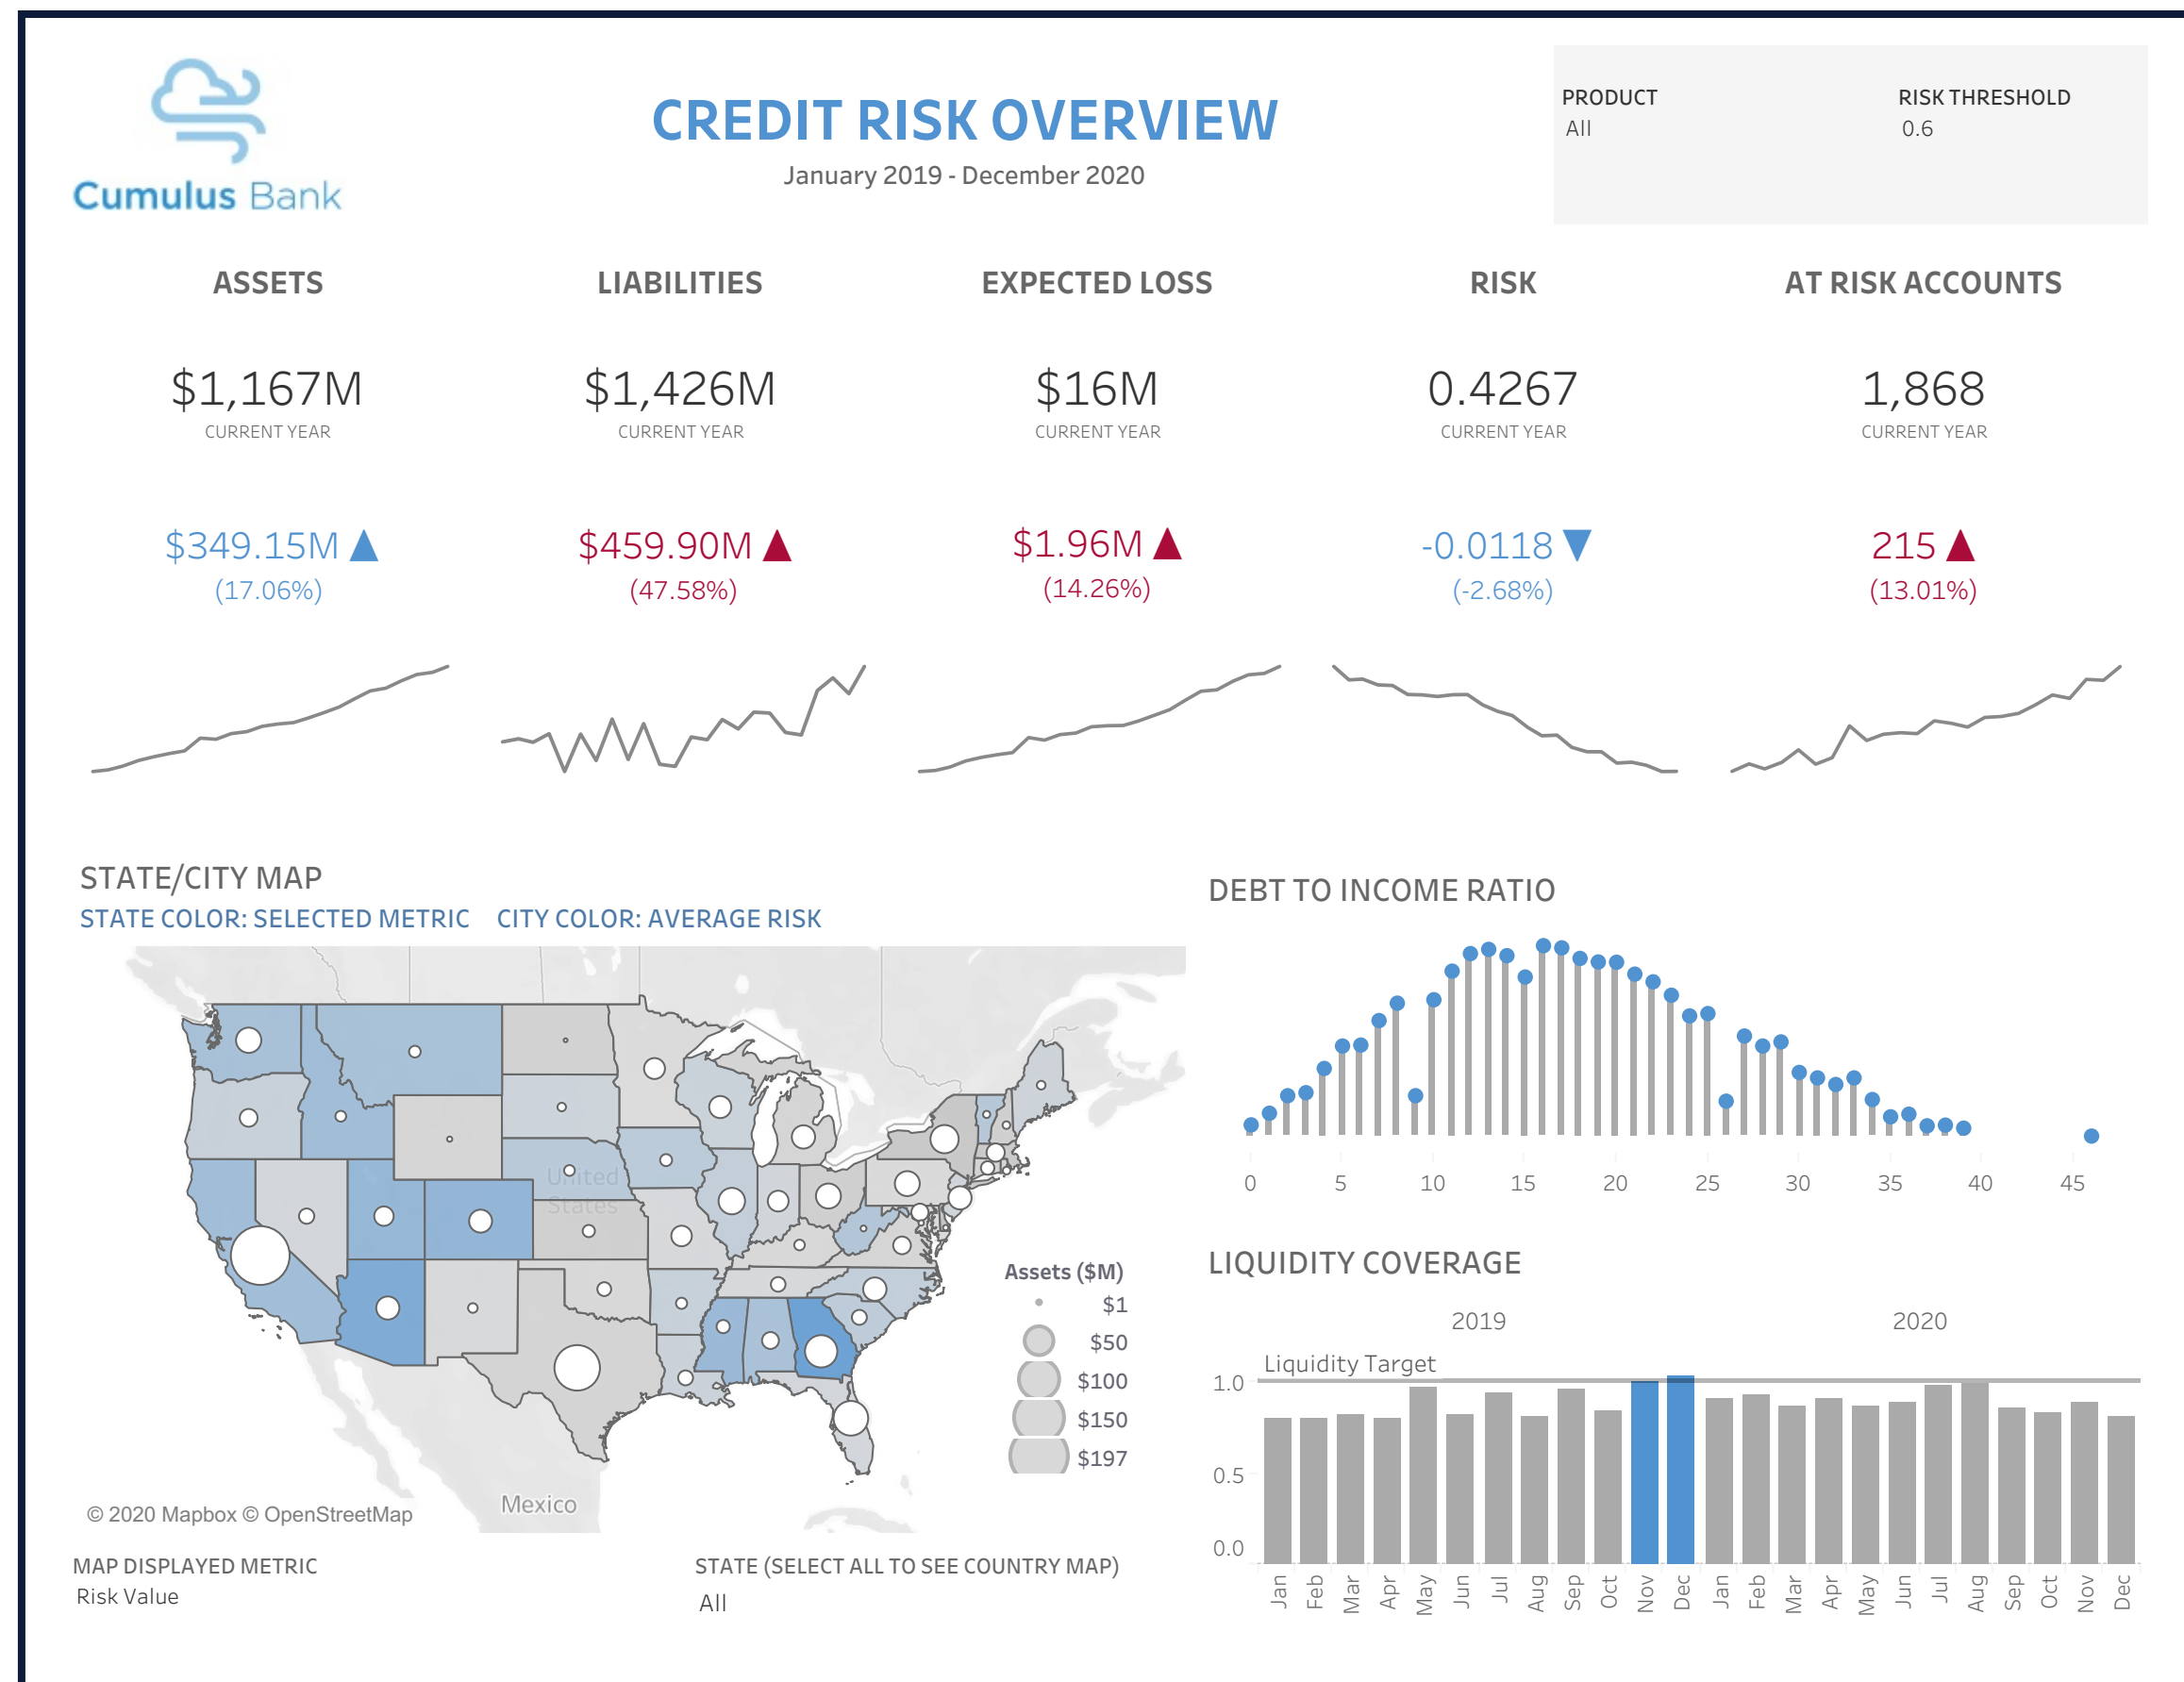 Cumulus Bank
CREDIT RISK OVERVIEW
January 2019 - December 2020
PRODUCT
All
RISK THRESHOLD
0.6
ASSETS
$1,167M
CURRENT YEAR
$349.15M ▲
(17.06%)
LIABILITIES
$1,426M
CURRENT YEAR
$459.90M ▲
(47.58%)
EXPECTED LOSS
$16M
CURRENT YEAR
$1.96M ▲
(14.26%)
RISK
0.4267
CURRENT YEAR
-0.0118 ▼
(-2.68%)
AT RISK ACCOUNTS
1,868
CURRENT YEAR
215 ▲
(13.01%)
STATE/CITY MAP
STATE COLOR: SELECTED METRIC CITY COLOR: AVERAGE RISK
United
States
Mexico
Assets ($M)
$1
$50
$100
$150
$197
© 2020 Mapbox © OpenStreetMap
MAP DISPLAYED METRIC
Risk Value
STATE (SELECT ALL TO SEE COUNTRY MAP)
All
DEBT TO INCOME RATIO
0 5 10 15 20 25 30 35 40 45
LIQUIDITY COVERAGE
2019 2020
Liquidity Target
1.0
0.5
0.0
Jan Feb Mar Apr May Jun Jul Aug Sep Oct Nov Dec Jan Feb Mar Apr May Jun Jul Aug Sep Oct Nov Dec